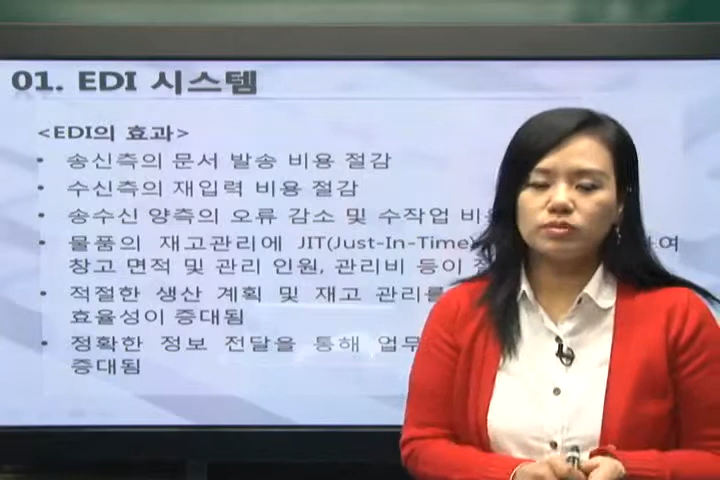 01. EDI 시스템
<EDI의 효과>
• 송신측의 문서 발송 비용 절감
• 수신측의 재입력 비용 절감
• 송수신 양측의 오류 감소 및 수작업
• 물품의 재고관리에 JIT(Just-In-Time)
창고 면적 및 관리 인원, 관리비 등이
• 적절한 생산 계획 및 재고 관리를
효율성이 증대됨
• 정확한 정보 전달을 통해
증대됨